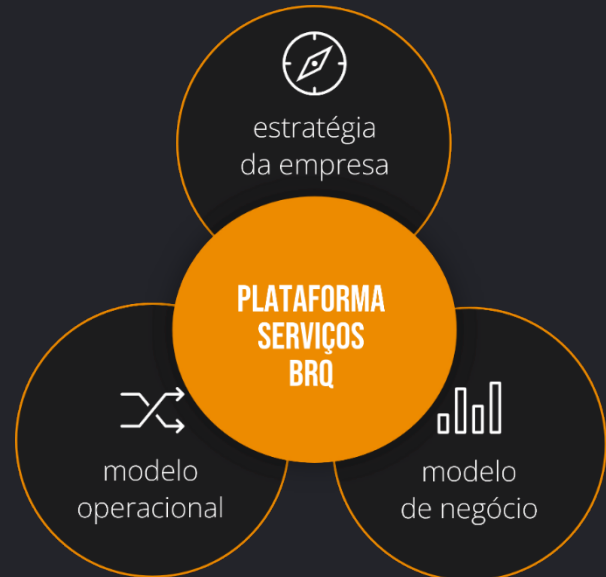 estratégia
da empresa
PLATAFORMA
SERVIÇOS
BRQ
modelo
operacional
modelo
de negócio